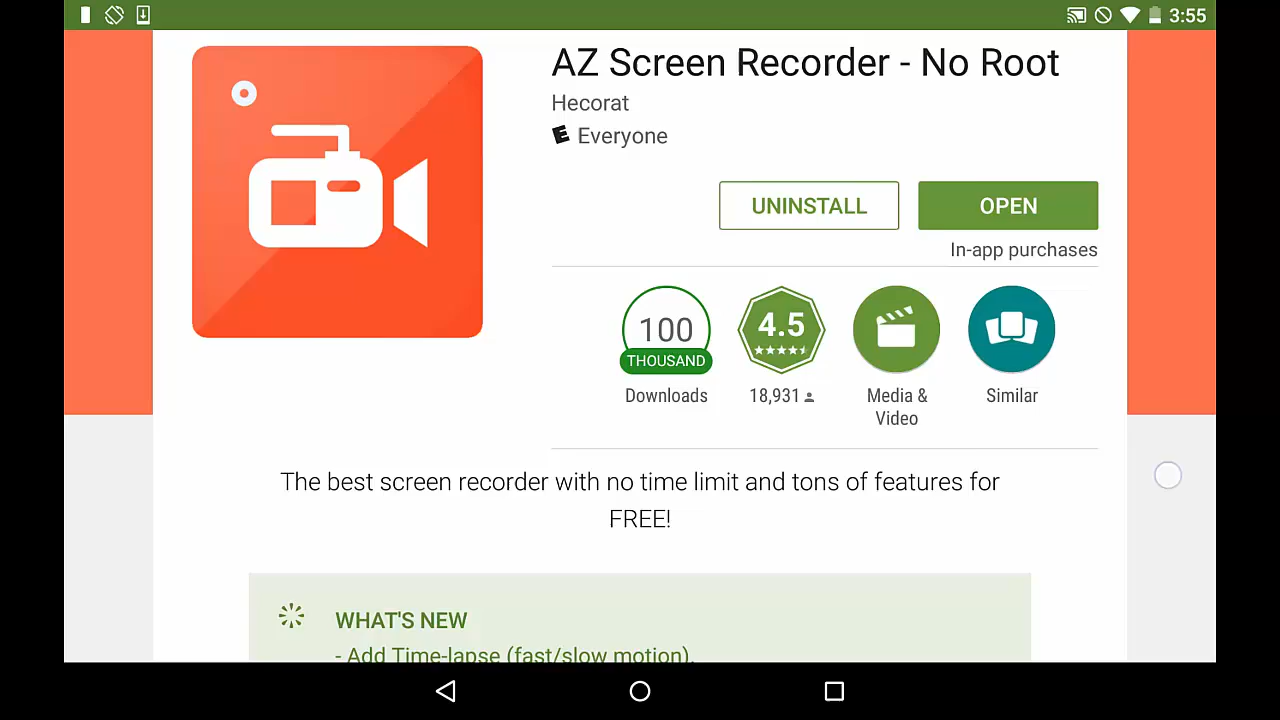 3:55
AZ Screen Recorder - No Root
Hecorat
E Everyone
UNINSTALL
OPEN
In-app purchases
100
THOUSAND
Downloads
4.5
18,931
Media &
Video
Similar
The best screen recorder with no time limit and tons of features for
FREE!
WHAT'S NEW
- Add Time-lapse (fast/slow motion).